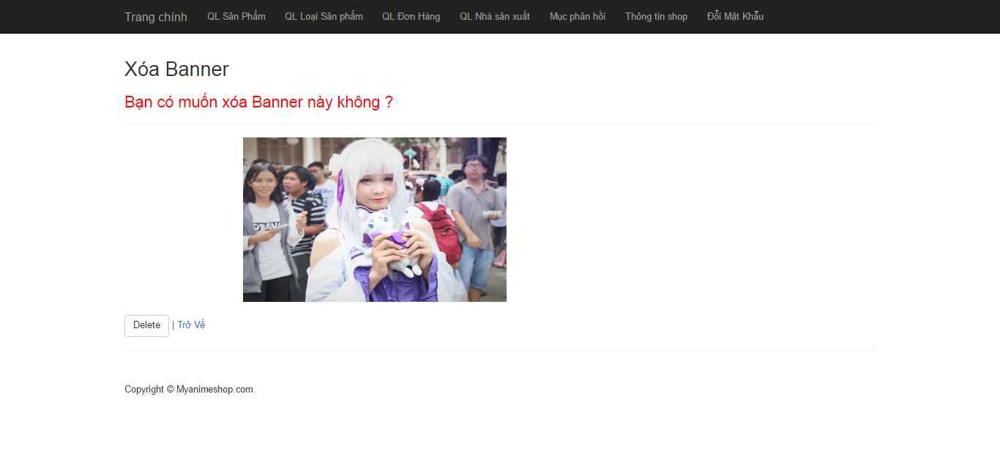 Trang chính QL Sản Phẩm QL Loại Sản phẩm QL Đơn Hàng QL Nhà sản xuất Mục phản hồi Thông tin shop Đổi Mật Khẩu
Xóa Banner
Bạn có muốn xóa Banner này không ?
Delete | Trở Về
Copyright © Myanimeshop.com